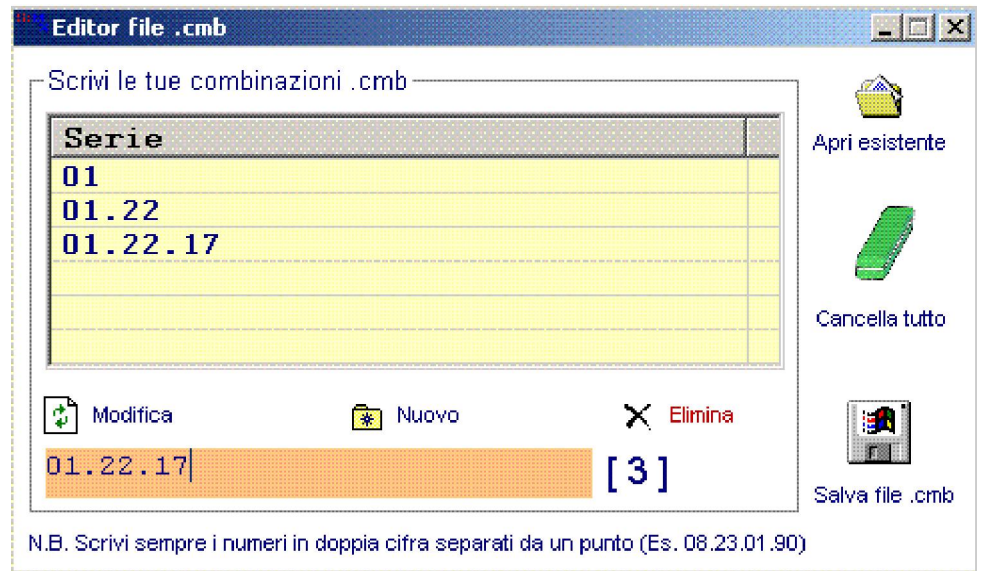 Editor file .cmb
Scrivi le tue combinazioni .cmb
Serie
01
01.22
01.22.17
Apri esistente
Cancella tutto
Modifica
Nuovo
Elimina
01.22.17
[3]
Salva file .cmb
N.B. Scrivi sempre i numeri in doppia cifra separati da un punto (Es. 08.23.01.90)